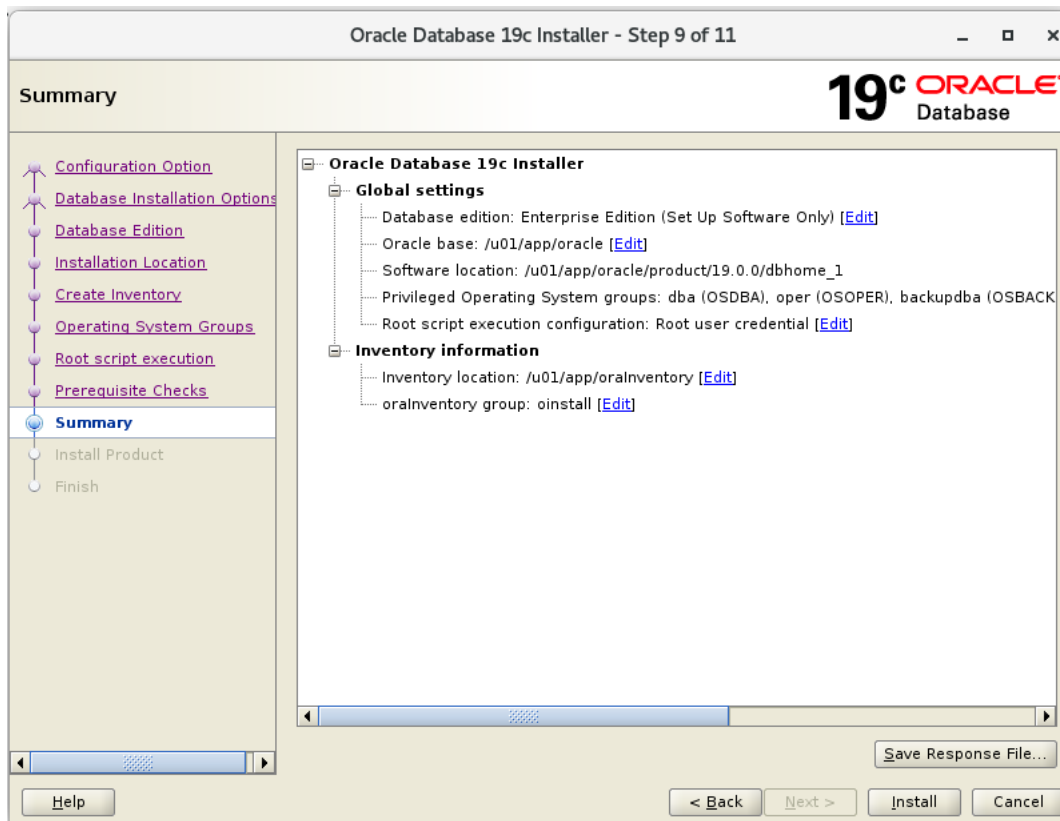 Oracle Database 19c Installer - Step 9 of 11
Summary
19c ORACLE
Database
Configuration Option
Database Installation Options
Database Edition
Installation Location
Create Inventory
Operating System Groups
Root script execution
Prerequisite Checks
Summary
Install Product
Finish
Oracle Database 19c Installer
Global settings
Database edition: Enterprise Edition (Set Up Software Only) [Edit]
Oracle base: /u01/app/oracle [Edit]
Software location: /u01/app/oracle/product/19.0.0/dbhome_1
Privileged Operating System groups: dba (OSDBA), oper (OSOPER), backupdba (OSBACK
Root script execution configuration: Root user credential [Edit]
Inventory information
Inventory location: /u01/app/oraInventory [Edit]
oraInventory group: oinstall [Edit]
Save Response File...
Help
< Back
Next >
Install
Cancel